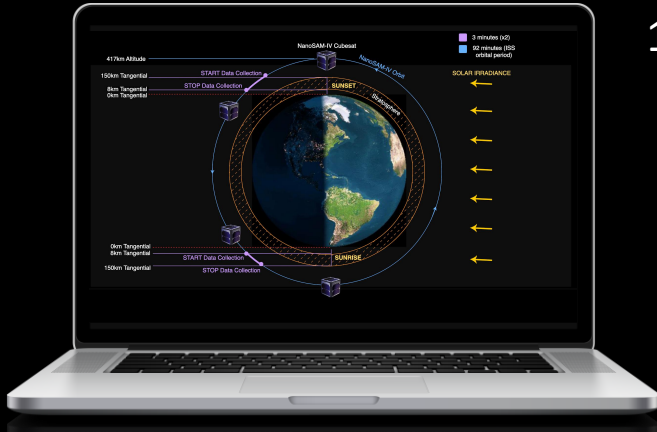 1
3 minutes (x2)
92 minutes (ISS
orbital period)
NanoSAM-IV Cubesat
417km Altitude
NanoSAM-IV Orbit
150km Tangential
START Data Collection
SOLAR IRRADIANCE
STOP Data Collection
SUNSET
8km Tangential
0km Tangential
Stratosphere
0km Tangential
8km Tangential
START Data Collection
SUNRISE
150km Tangential
STOP Data Collection